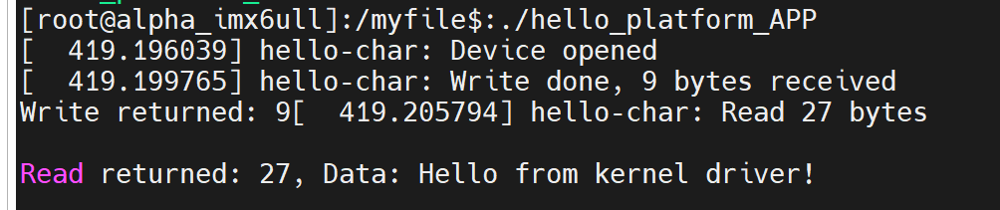 [root@alpha_imx6ull]:/myfile$:./hello_platform_APP
[  419.196039] hello-char: Device opened
[  419.199765] hello-char: Write done, 9 bytes received
Write returned: 9[  419.205794] hello-char: Read 27 bytes
Read returned: 27, Data: Hello from kernel driver!